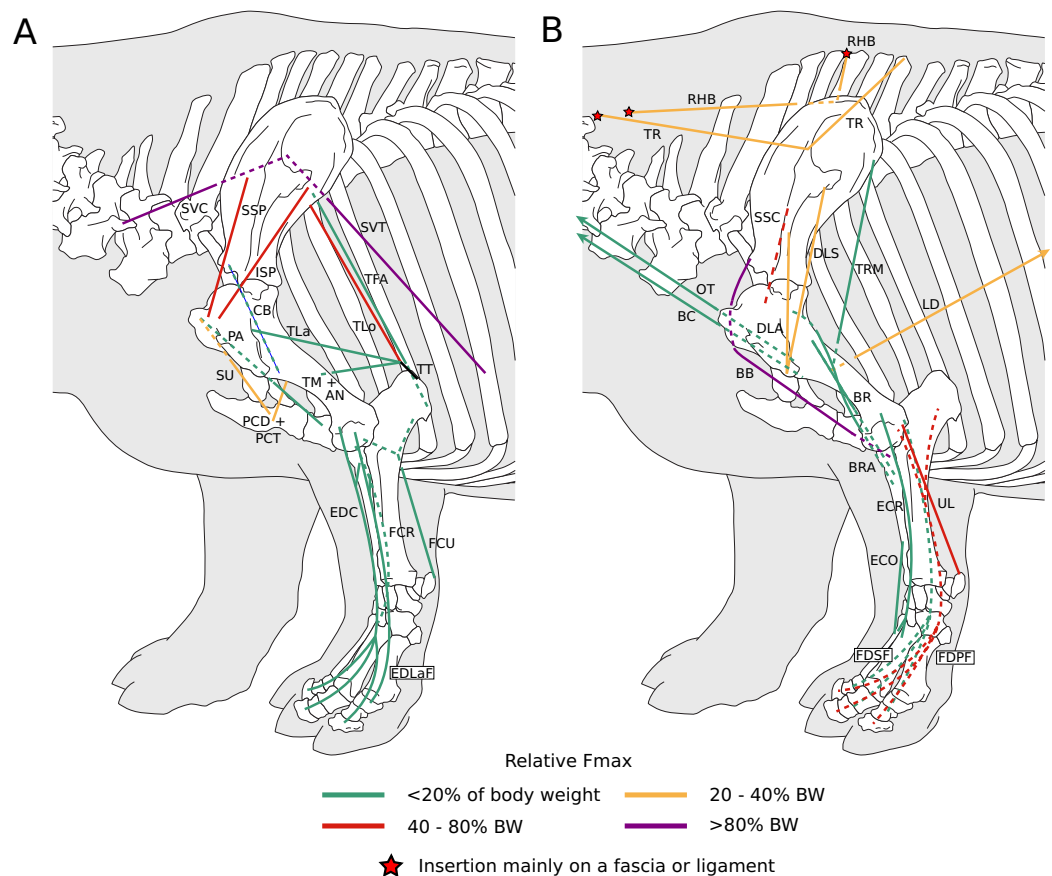 A
SVC
SSP
SVT
ISP
TFA
CB
TLa
TLo
PA
TT
SU
TM +
AN
PCD +
PCT
EDC
FCR
FCU
EDLaF
B
RHB
RHB
TR
TR
SSC
DLS
TRM
OT
LD
BC
DLA
BB
BR
BRA
ECR
UL
ECO
FDSF
FDPF
Relative Fmax
<20% of body weight
20 - 40% BW
40 - 80% BW
>80% BW
Insertion mainly on a fascia or ligament